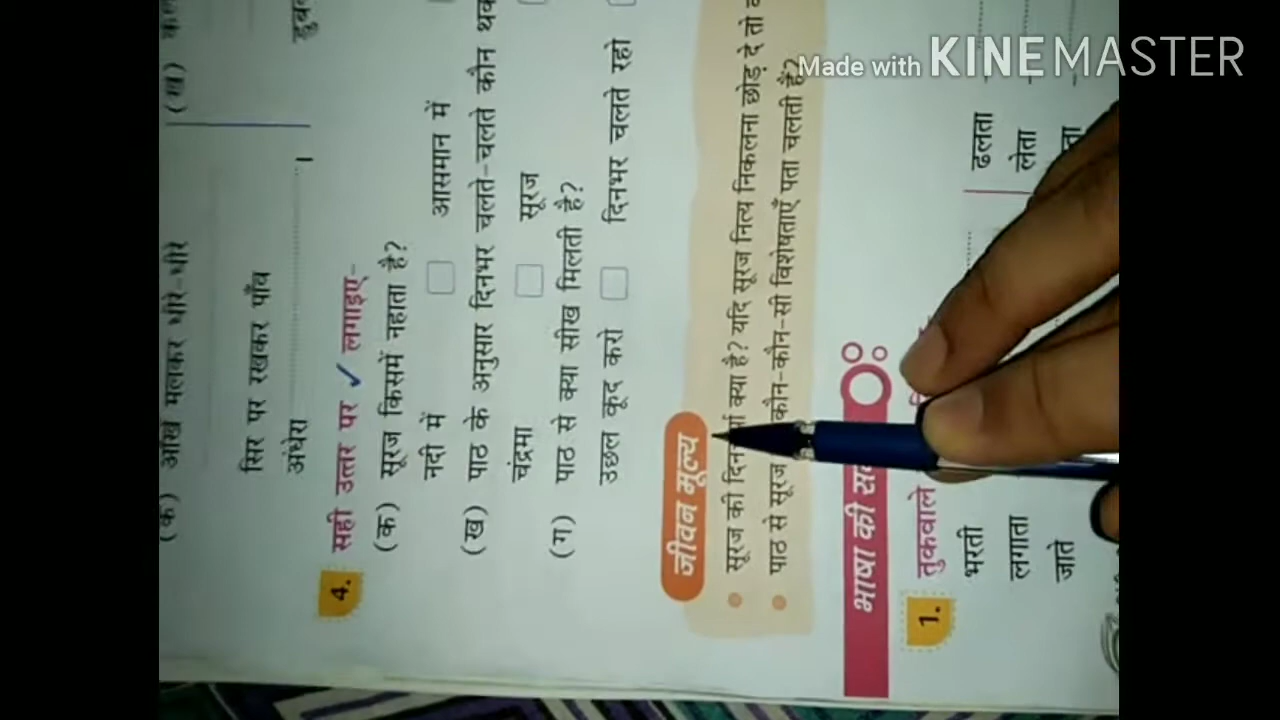 Made with KINEMASTER
(ख)
(क) आँखें मलकर धीरे-धीरे
सिर पर रखकर पाँव
अंधेरा ।
4. सही उत्तर पर ✓ लगाइए-
(क) सूरज किसमें नहाता है?
नदी में आसमान में
(ख) पाठ के अनुसार दिनभर चलते-चलते कौन
चंद्रमा सूरज
(ग) पाठ से क्या सीख मिलती है?
उछल कूद करो दिनभर चलते रहो
जीवन मूल्य
सूरज की क्या है? यदि सूरज नित्य निकलना छोड़ दे तो
पाठ से सूरज कौन-कौन-सी विशेषताएँ पता चलती हैं?
भाषा की
1. तुकवाले
भरती ढलता
लगाता लेता
जाते